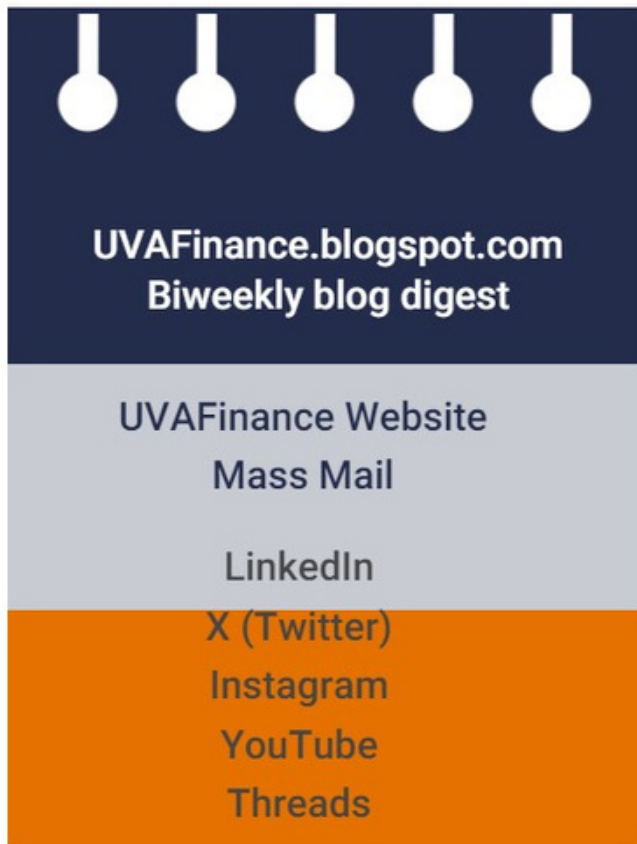 UVAFinance.blogspot.com
Biweekly blog digest
UVAFinance Website
Mass Mail
LinkedIn
X (Twitter)
Instagram
YouTube
Threads